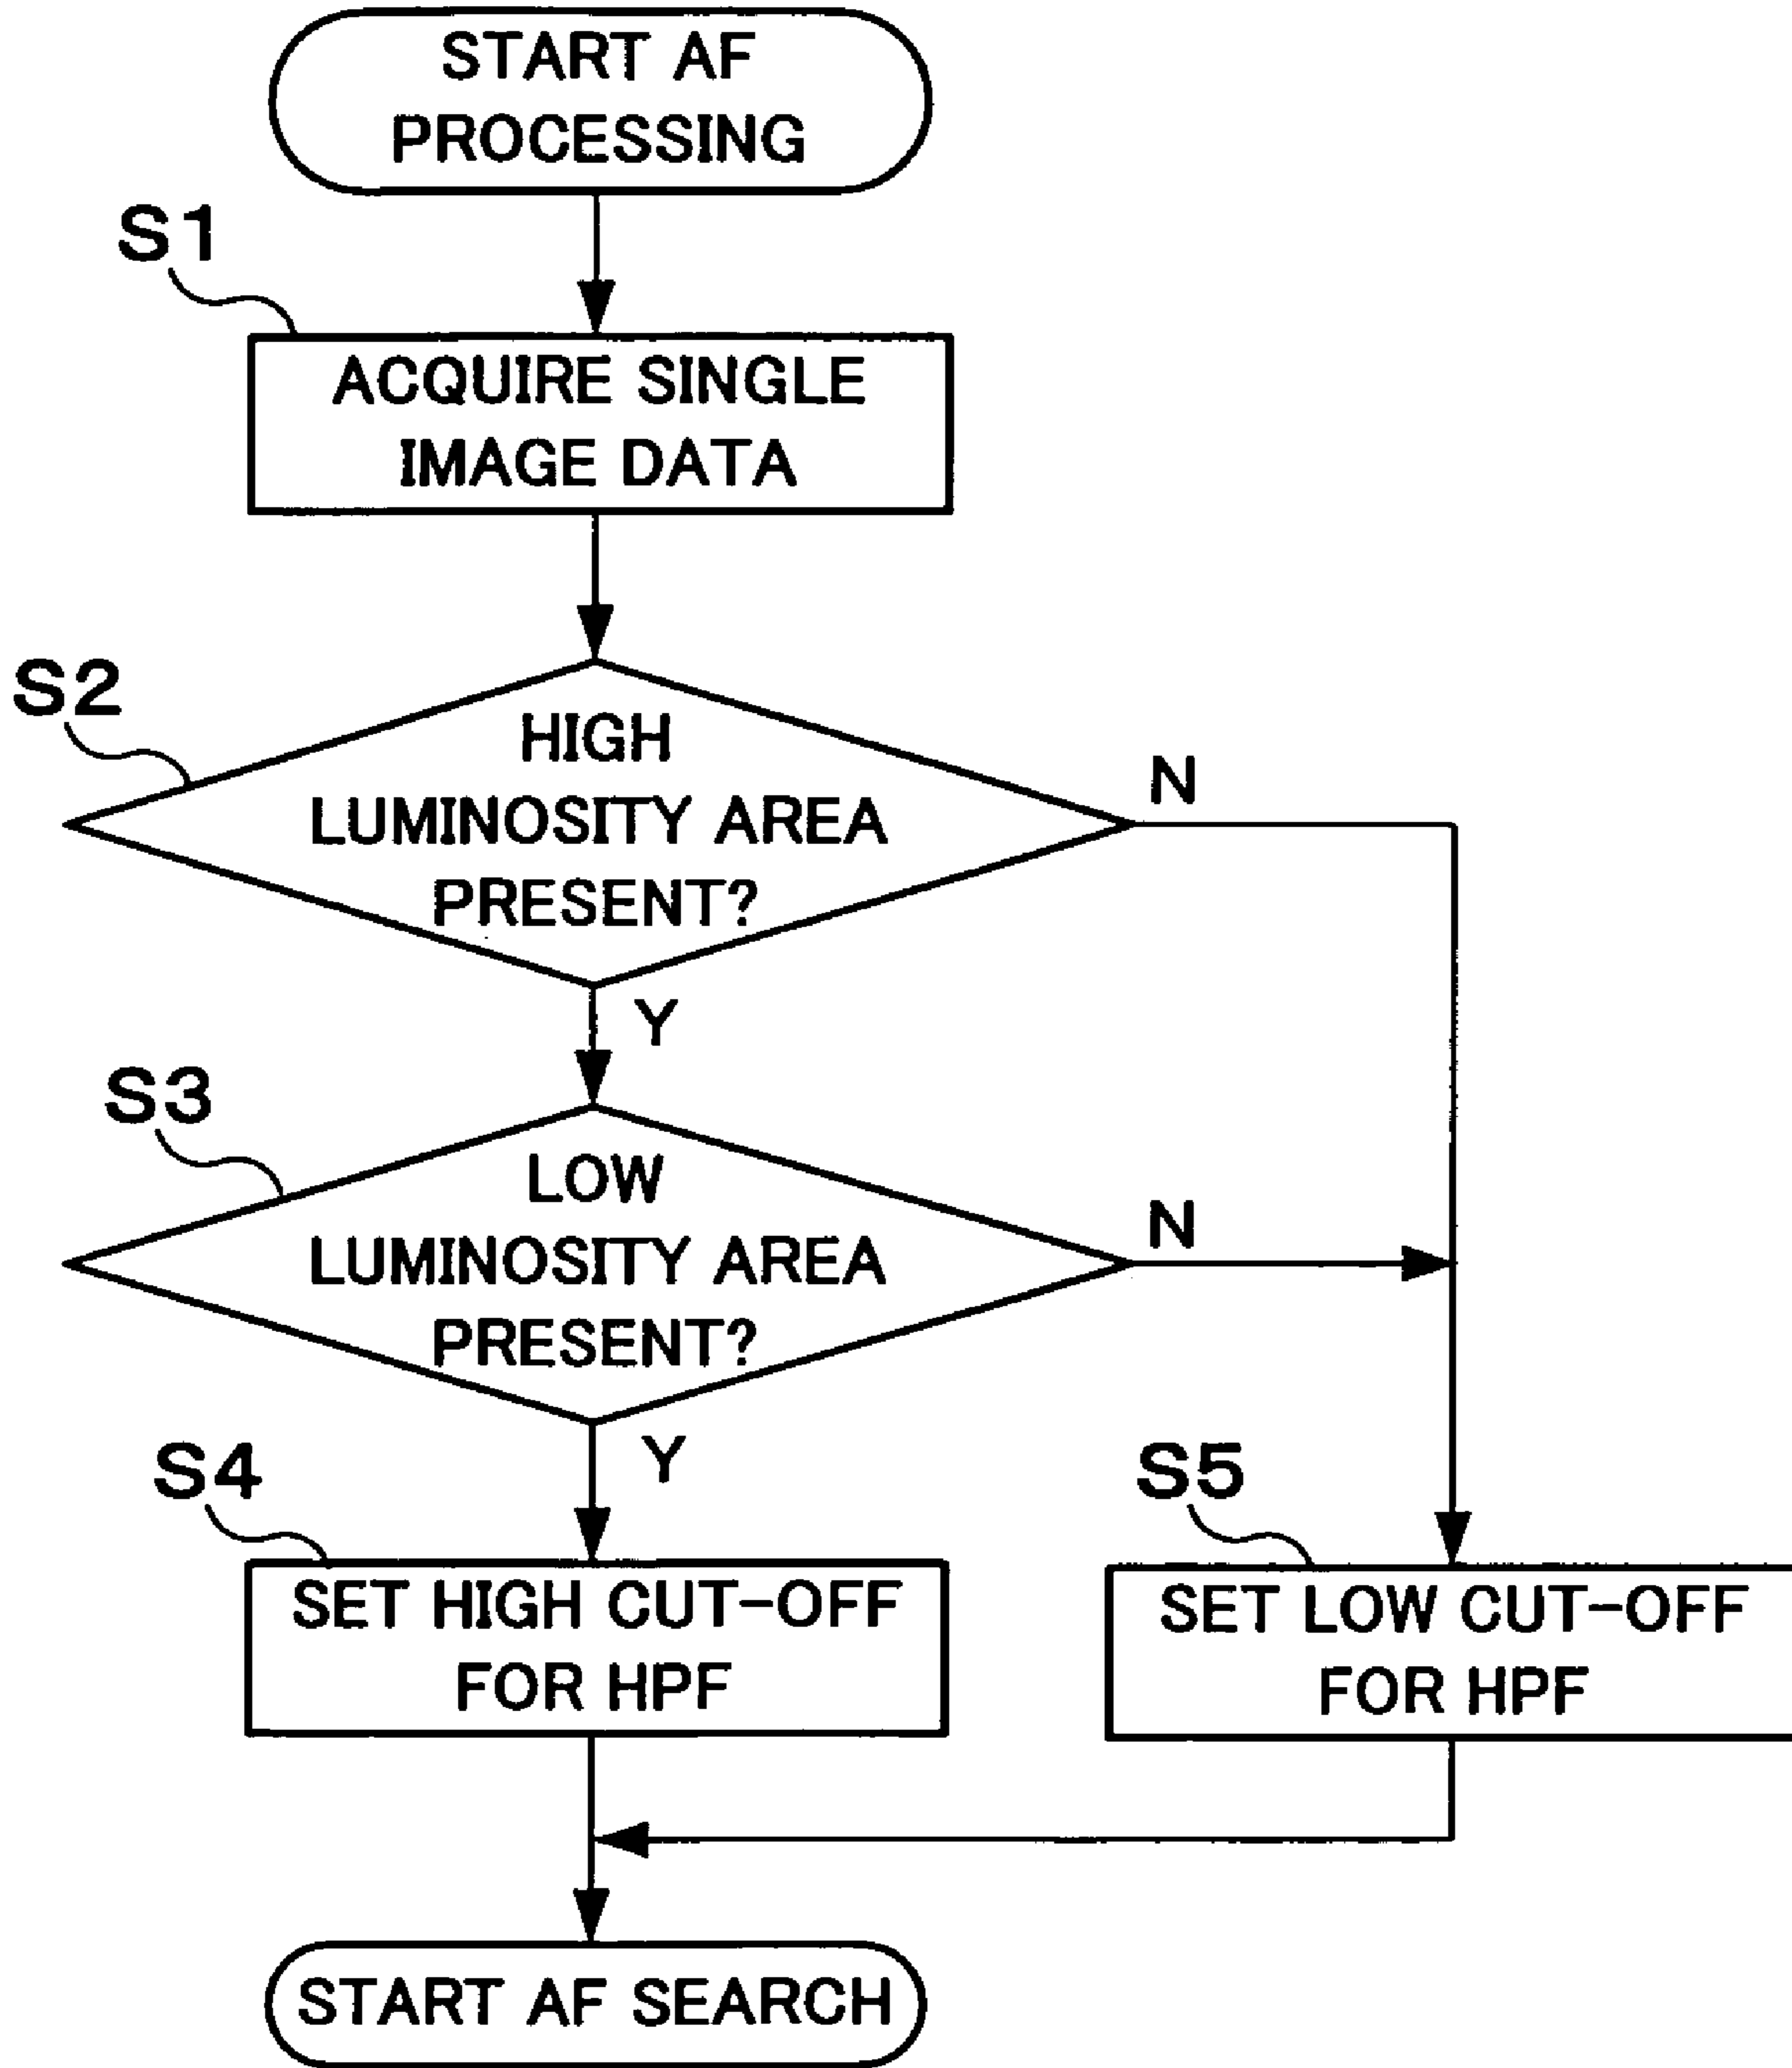 START AF
PROCESSING
S1
ACQUIRE SINGLE
IMAGE DATA
S2
HIGH
LUMINOSITY AREA
PRESENT?
N
Y
S3
LOW
LUMINOSITY AREA
PRESENT?
N
Y
S4
SET HIGH CUT-OFF
FOR HPF
S5
SET LOW CUT-OFF
FOR HPF
START AF SEARCH